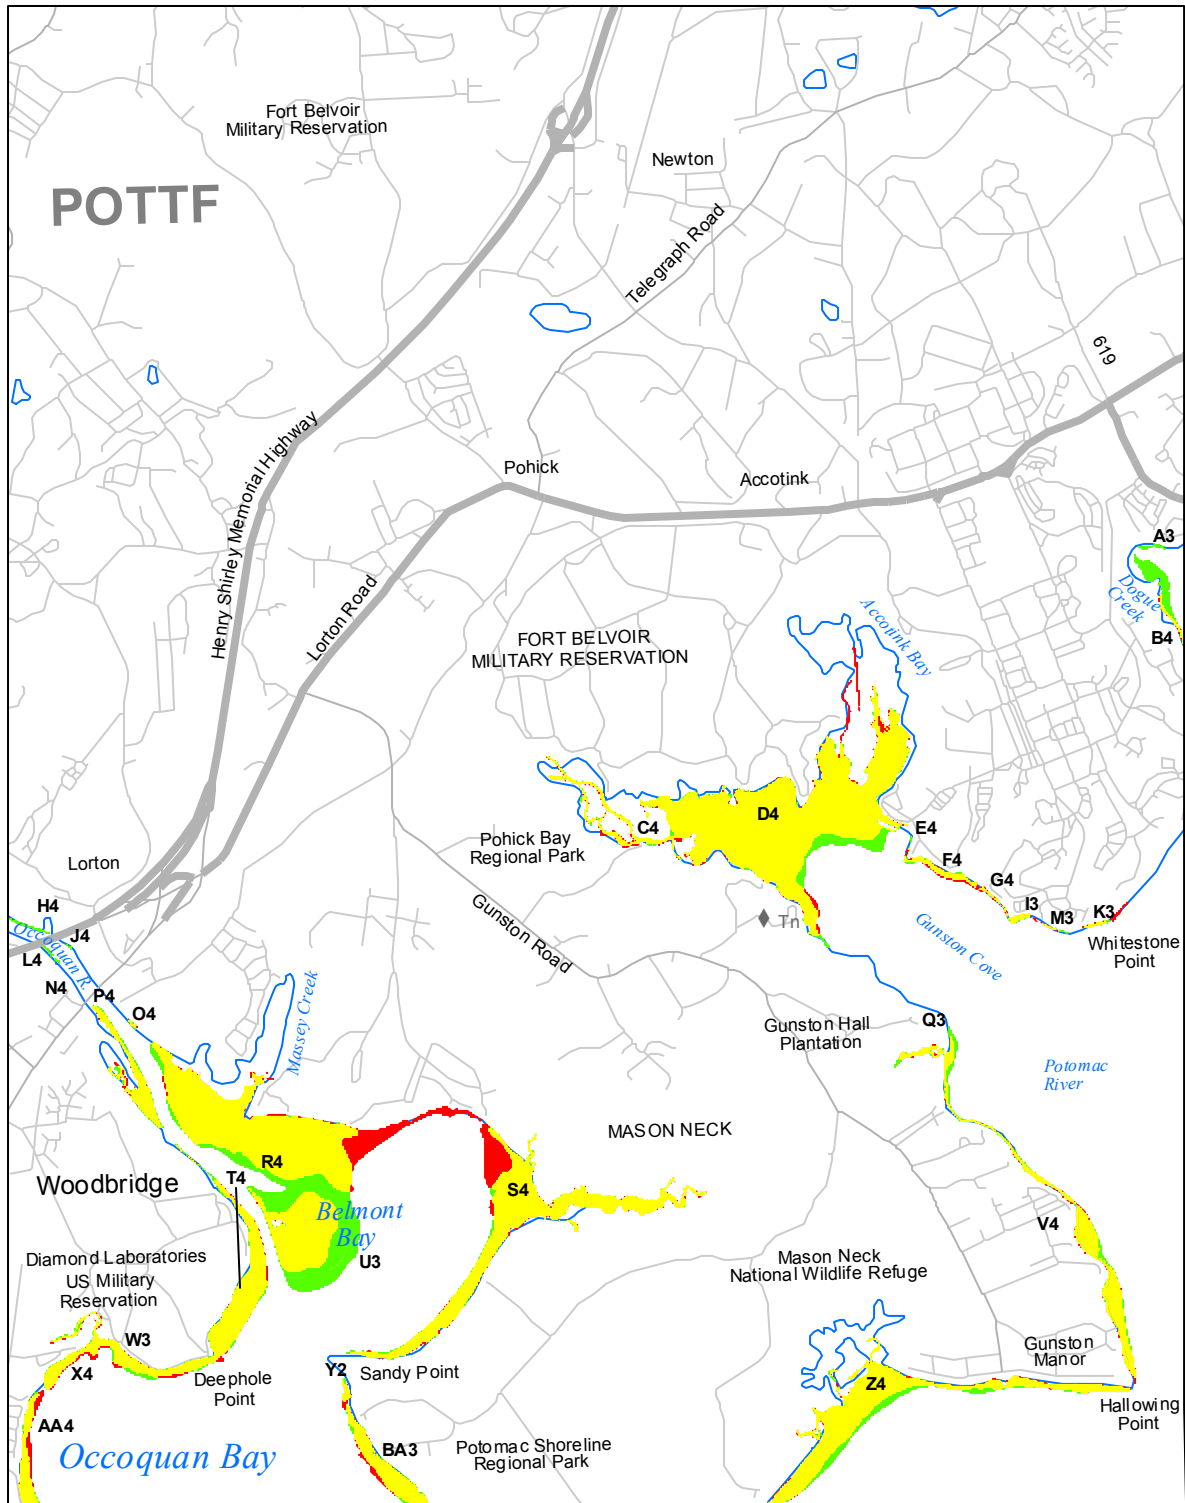 Fort Belvoir
Military Reservation
Newton
POTTF
Telegraph Road
619
Henry Shirley Memorial Highway
Pohick
Accotink
A3
Dogue
Creek
B4
Lorton Road
FORT BELVOIR
MILITARY RESERVATION
Accotink Bay
D4
C4
E4
Pohick Bay
Regional Park
F4
G4
Lorton
I3
K3
M3
H4
Tn
J4
Occoquan R.
L4
Gunston Road
Gunston Cove
Whitestone
Point
N4
P4
O4
Massey Creek
Q3
Gunston Hall
Plantation
Potomac
River
MASON NECK
R4
T4
S4
Woodbridge
Belmont
Bay
V4
U3
Diamond Laboratories
US Military
Reservation
Mason Neck
National Wildlife Refuge
W3
X4
Deephole
Point
Y2
Sandy Point
Gunston
Manor
Z4
Hallowing
Point
AA4
BA3
Occoquan Bay
Potomac Shoreline
Regional Park